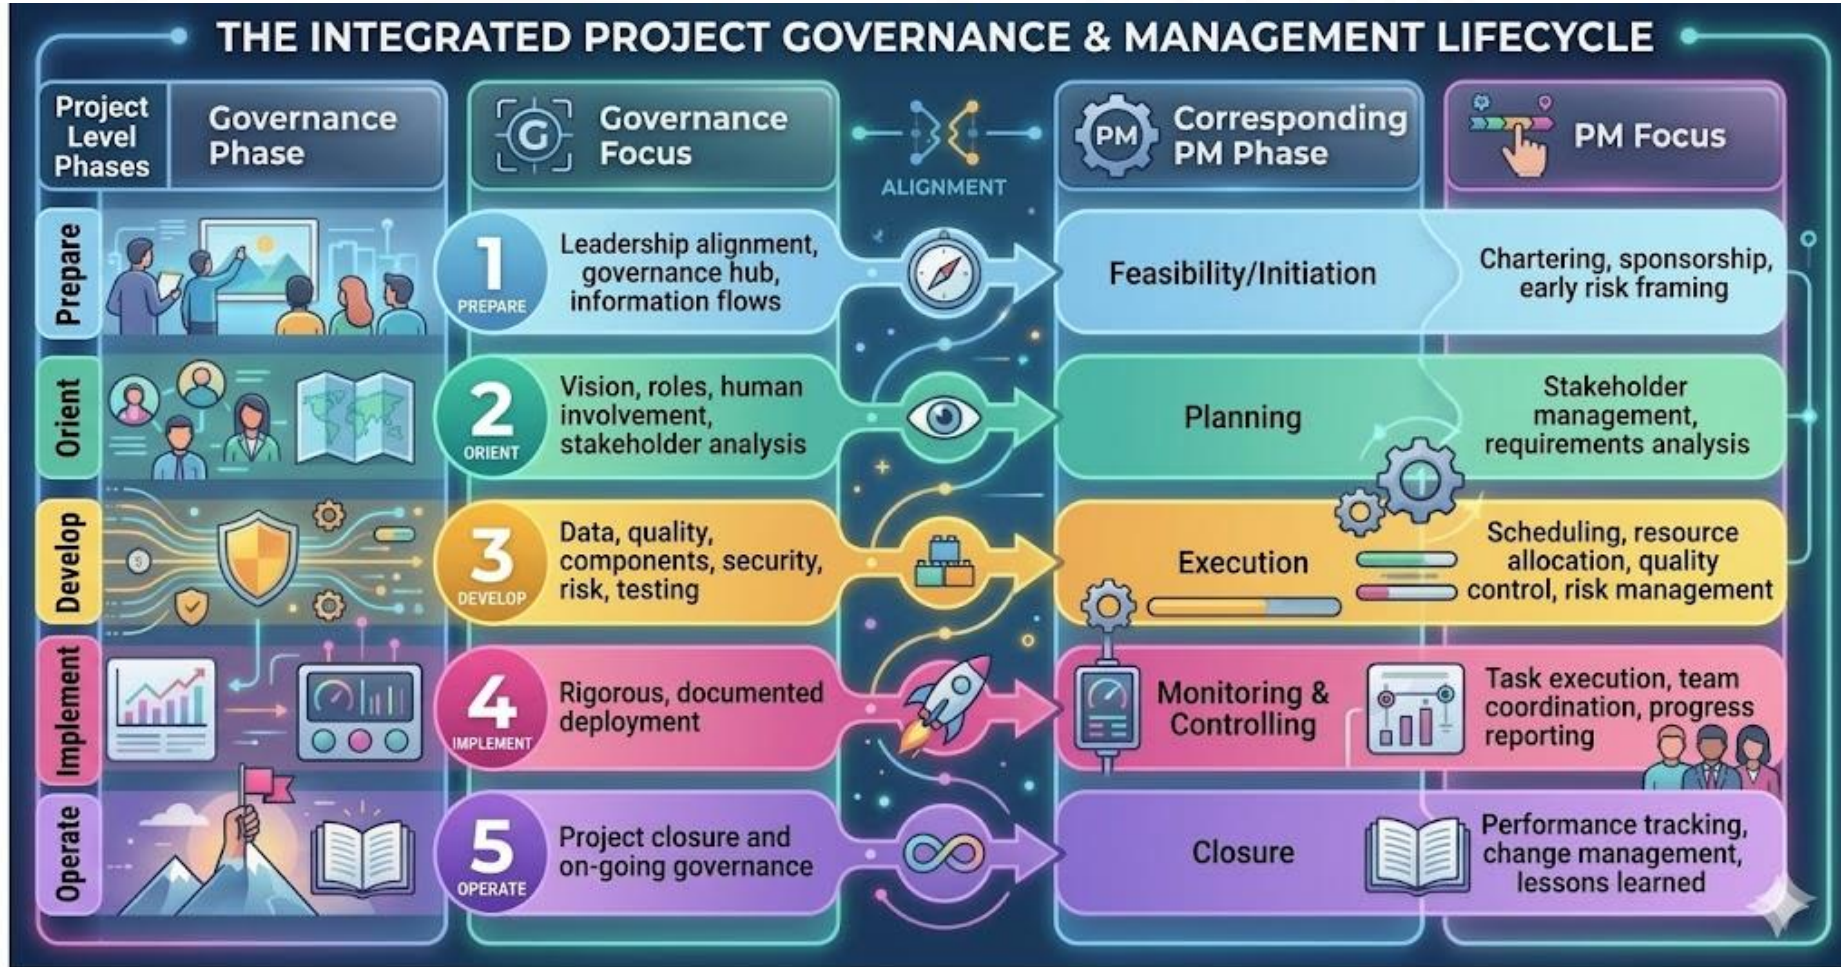 THE INTEGRATED PROJECT GOVERNANCE & MANAGEMENT LIFECYCLE
Project
Level
Phases
Governance
Phase
G
Governance
Focus
ALIGNMENT
PM
Corresponding
PM Phase
PM Focus
Prepare
1
PREPARE
Leadership alignment,
governance hub,
information flows
Feasibility/Initiation
Chartering, sponsorship,
early risk framing
Orient
2
ORIENT
Vision, roles, human
involvement,
stakeholder analysis
Planning
Stakeholder
management,
requirements analysis
Develop
$
3
DEVELOP
Data, quality,
components, security,
risk, testing
Execution
Scheduling, resource
allocation, quality
control, risk management
Implement
4
IMPLEMENT
Rigorous, documented
deployment
Monitoring &
Controlling
Task execution, team
coordination, progress
reporting
Operate
5
OPERATE
Project closure and
on-going governance
Closure
Performance tracking,
change management,
lessons learned